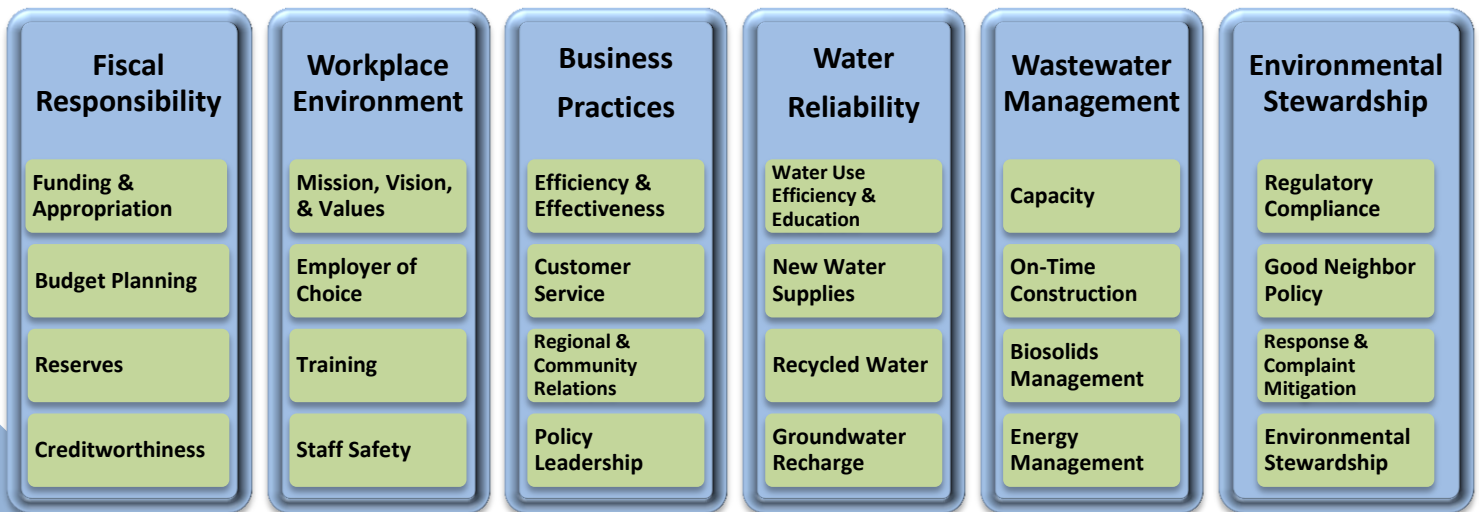 Fiscal
Responsibility
Funding &
Appropriation
Budget Planning
Reserves
Creditworthiness
Workplace
Environment
Mission, Vision,
& Values
Employer of
Choice
Training
Staff Safety
Business
Practices
Efficiency &
Effectiveness
Customer
Service
Regional &
Community
Relations
Policy
Leadership
Water
Reliability
Water Use
Efficiency &
Education
New Water
Supplies
Recycled Water
Groundwater
Recharge
Wastewater
Management
Capacity
On-Time
Construction
Biosolids
Management
Energy
Management
Environmental
Stewardship
Regulatory
Compliance
Good Neighbor
Policy
Response &
Complaint
Mitigation
Environmental
Stewardship